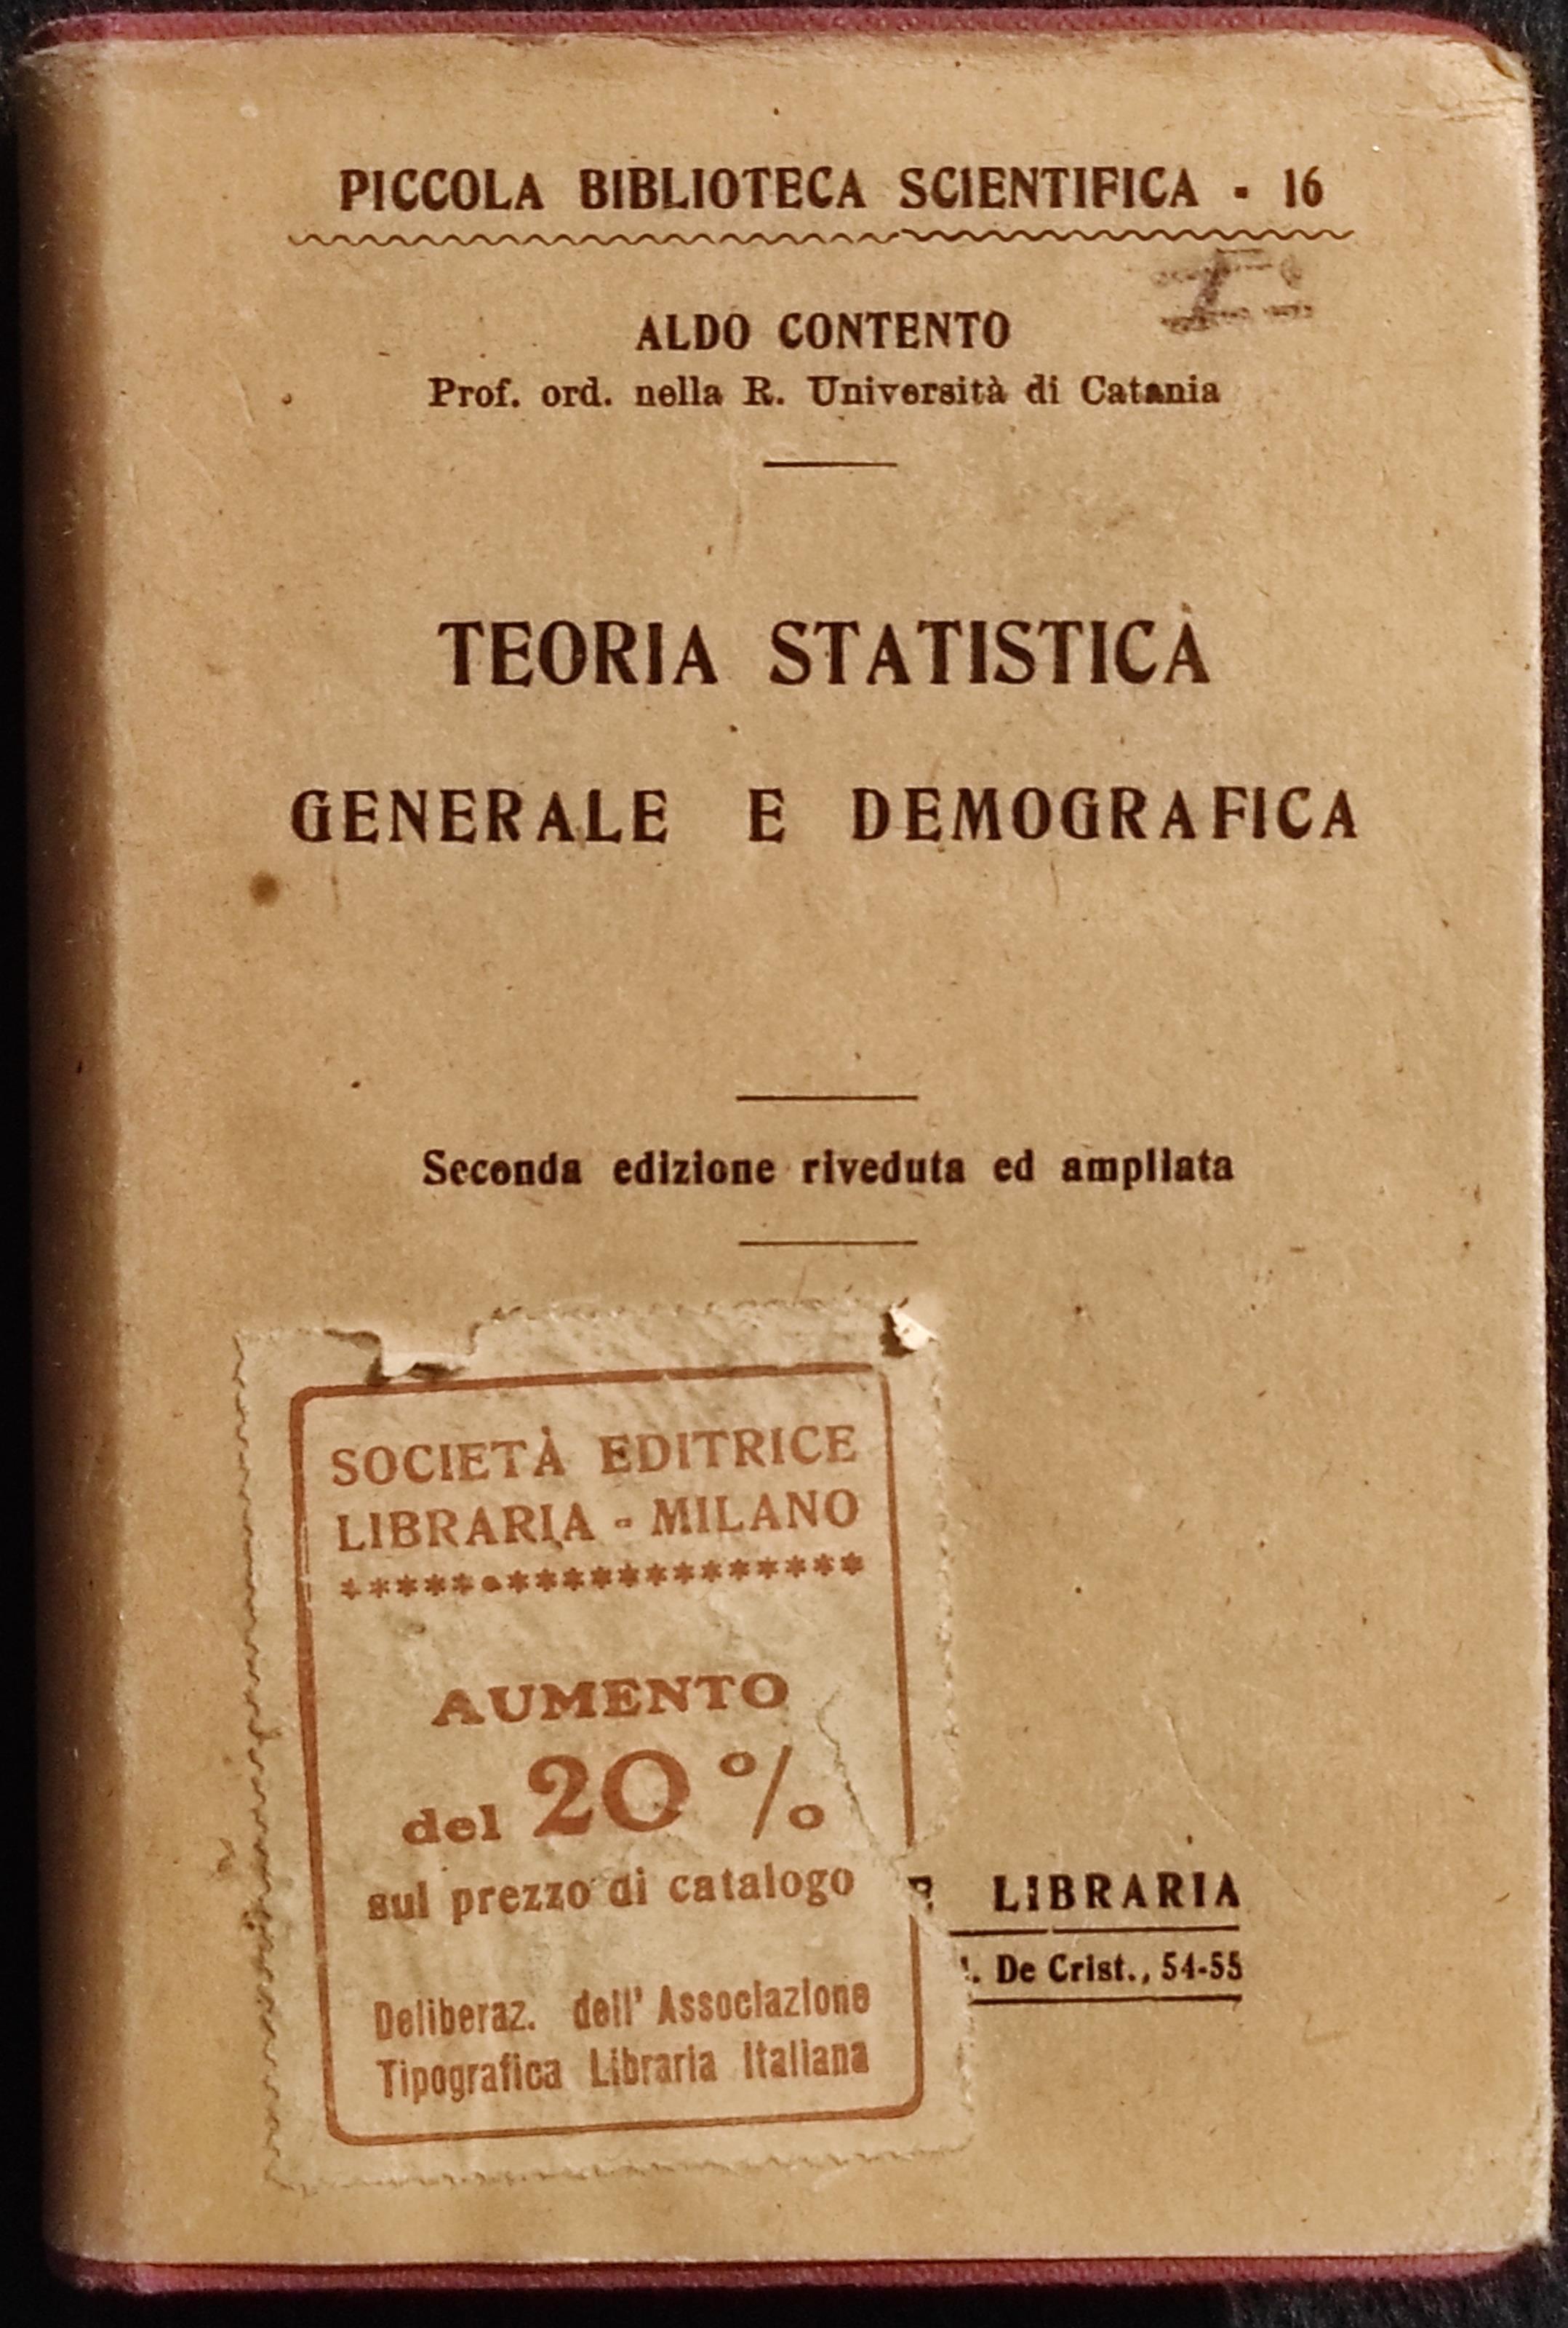 PICCOLA BIBLIOTECA SCIENTIFICA - 16
ALDO CONTENTO
Prof. ord. nella R. Università di Catania
TEORIA STATISTICA
GENERALE E DEMOGRAFICA
Seconda edizione riveduta ed ampliata
SOCIETÀ EDITRICE
LIBRARIA - MILANO
AUMENTO
del 20 %
sul prezzo di catalogo
Deliberaz. dell' Associazione
Tipografica Libraria Italiana
LIBRARIA
De Crist., 54-55